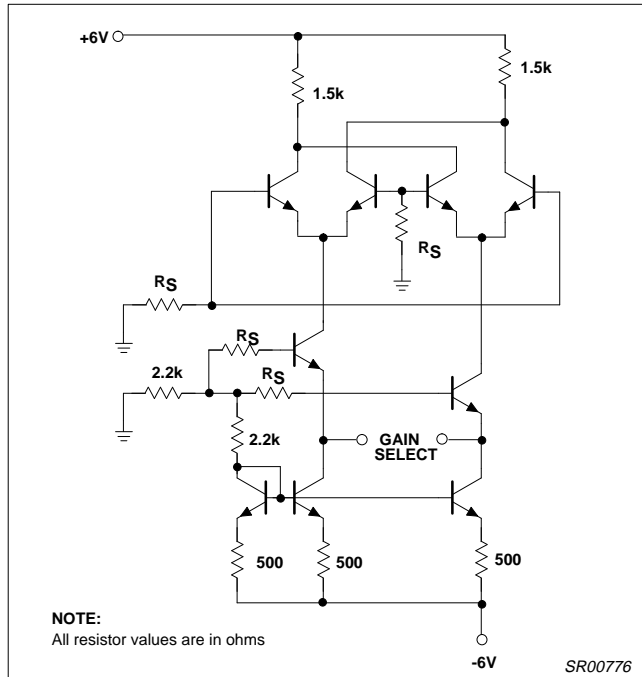 +6V
1.5k
1.5k
RS
RS
RS
2.2k
RS
2.2k
GAIN
SELECT
500
500
500
NOTE:
All resistor values are in ohms
-6V
SR00776